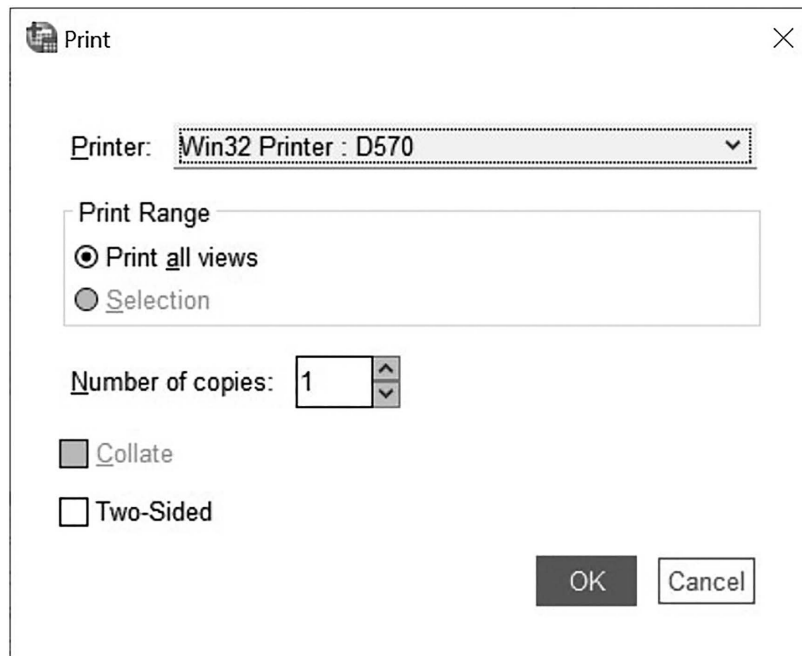 Print
Printer: Win32 Printer : D570
Print Range
Print all views
Selection
Number of copies: 1
Collate
Two-Sided
OK Cancel